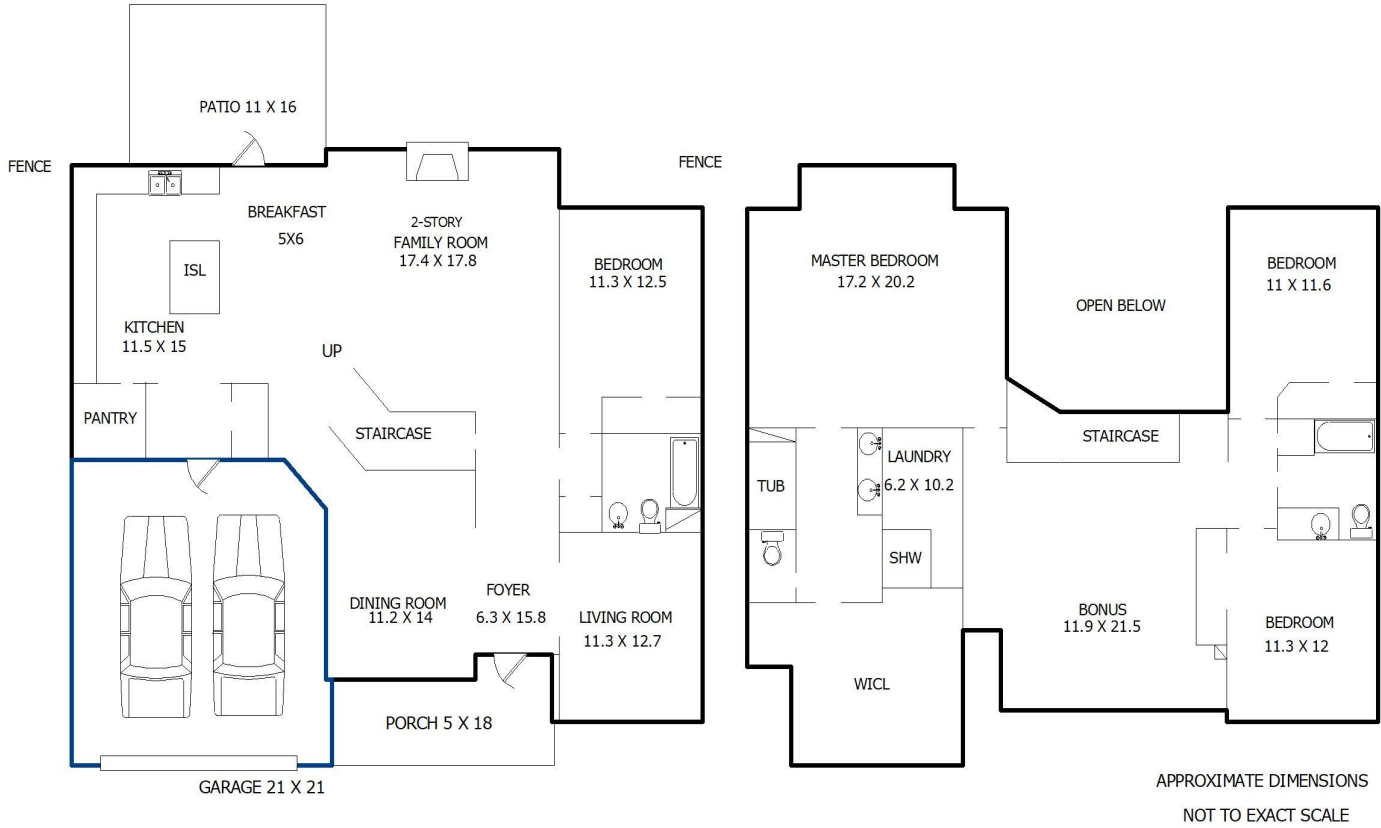 PATIO 11 X 16
FENCE
BREAKFAST
5X6
2-STORY
FAMILY ROOM
17.4 X 17.8
ISL
BEDROOM
11.3 X 12.5
KITCHEN
11.5 X 15
UP
PANTRY
STAIRCASE
DINING ROOM
11.2 X 14
FOYER
6.3 X 15.8
LIVING ROOM
11.3 X 12.7
PORCH 5 X 18
GARAGE 21 X 21
FENCE
MASTER BEDROOM
17.2 X 20.2
OPEN BELOW
BEDROOM
11 X 11.6
STAIRCASE
LAUNDRY
6.2 X 10.2
TUB
SHW
BONUS
11.9 X 21.5
BEDROOM
11.3 X 12
WICL
APPROXIMATE DIMENSIONS
NOT TO EXACT SCALE